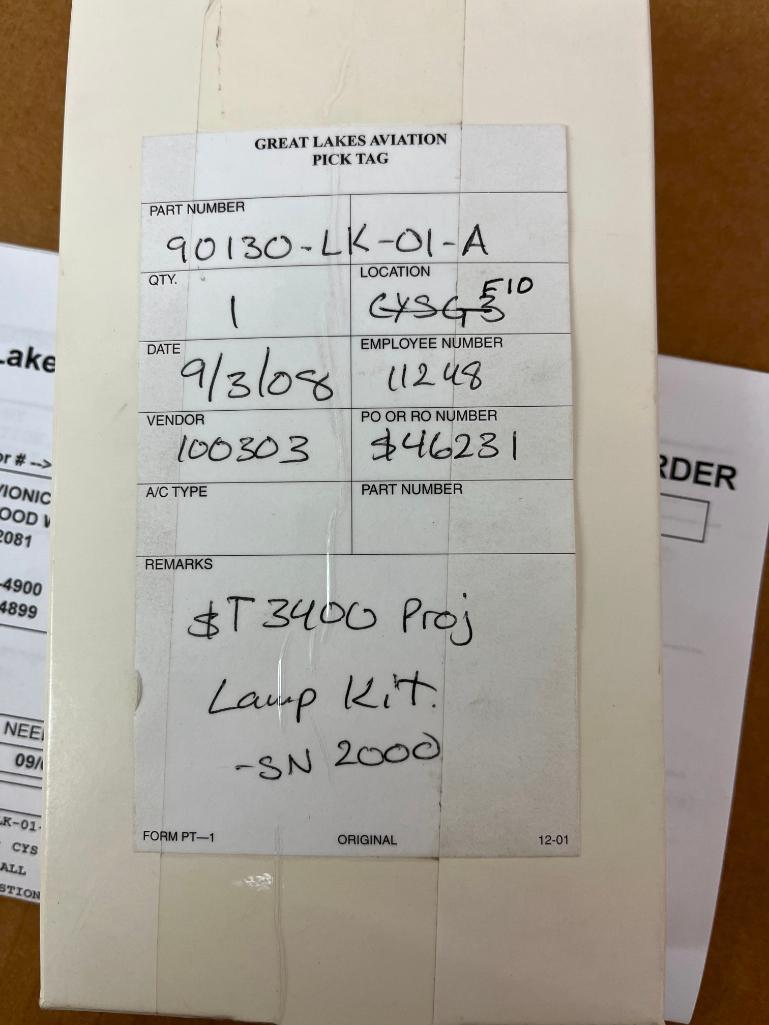 GREAT LAKES AVIATION
PICK TAG
PART NUMBER
90130-LK-01-A
QTY.
1
LOCATION
CYSG3 E10
DATE
9/3/08
EMPLOYEE NUMBER
11248
VENDOR
100303
PO OR RO NUMBER
$46231
A/C TYPE
PART NUMBER
REMARKS
$T3400 Proj
Lamp Kit.
-SN 2000
FORM PT—1
ORIGINAL
12-01
Lake
or # -->
VIONIC
OOD W
2081
-4900
4899
NEE
09/
LK-01-
CYS
ALL
STION
RDER